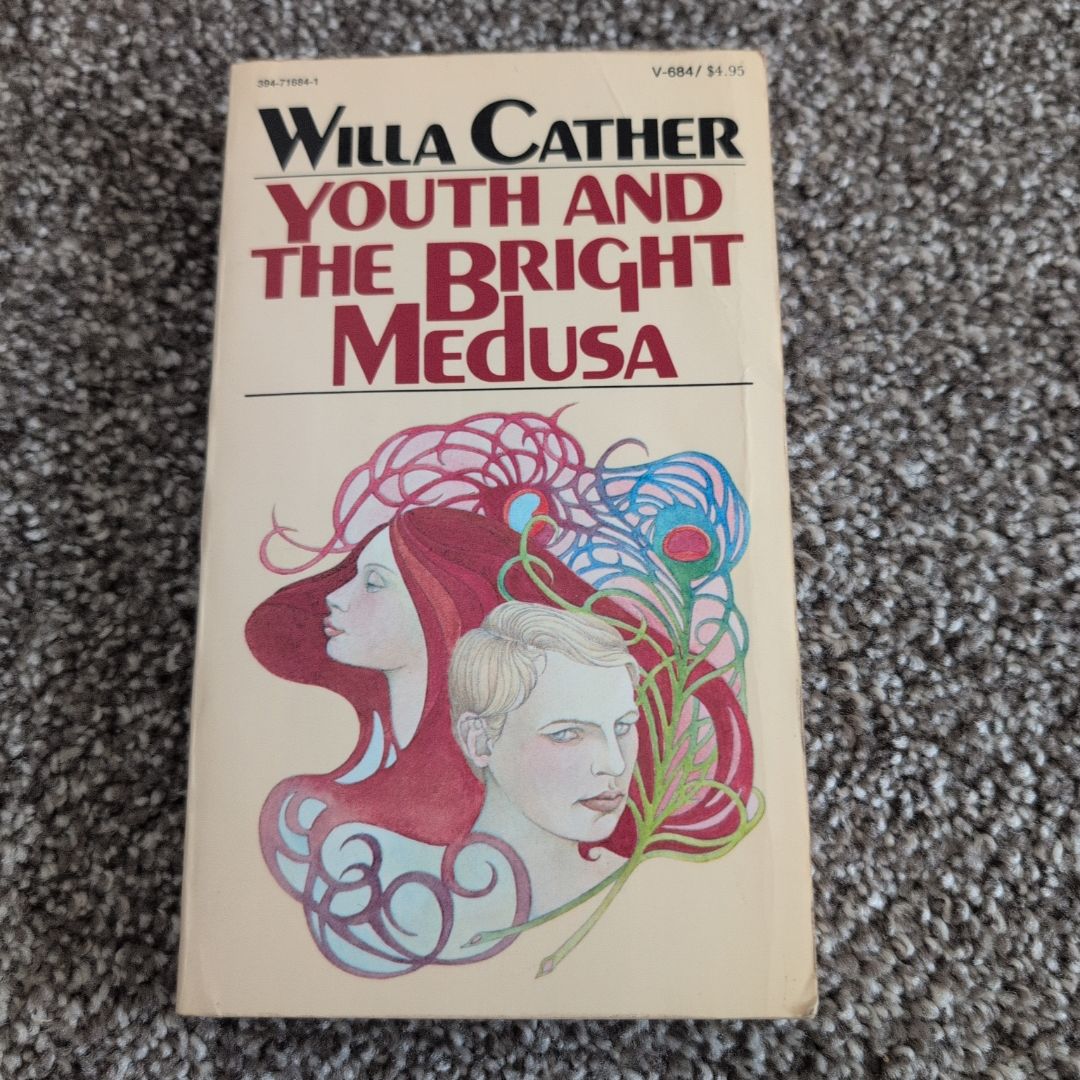 394-71684-1
V-684/ $4.95
WILLA CATHER
YOUTH AND
THE BRIGHT
MEdUSA